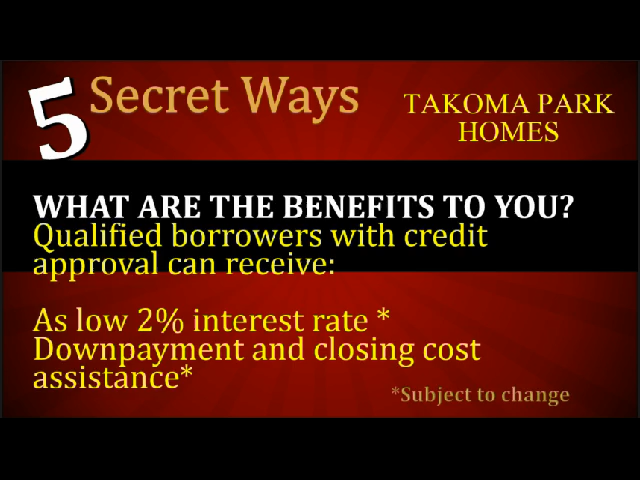 5 Secret Ways
TAKOMA PARK
HOMES
WHAT ARE THE BENEFITS TO YOU?
Qualified borrowers with credit
approval can receive:
As low 2% interest rate *
Downpayment and closing cost
assistance*
*Subject to change